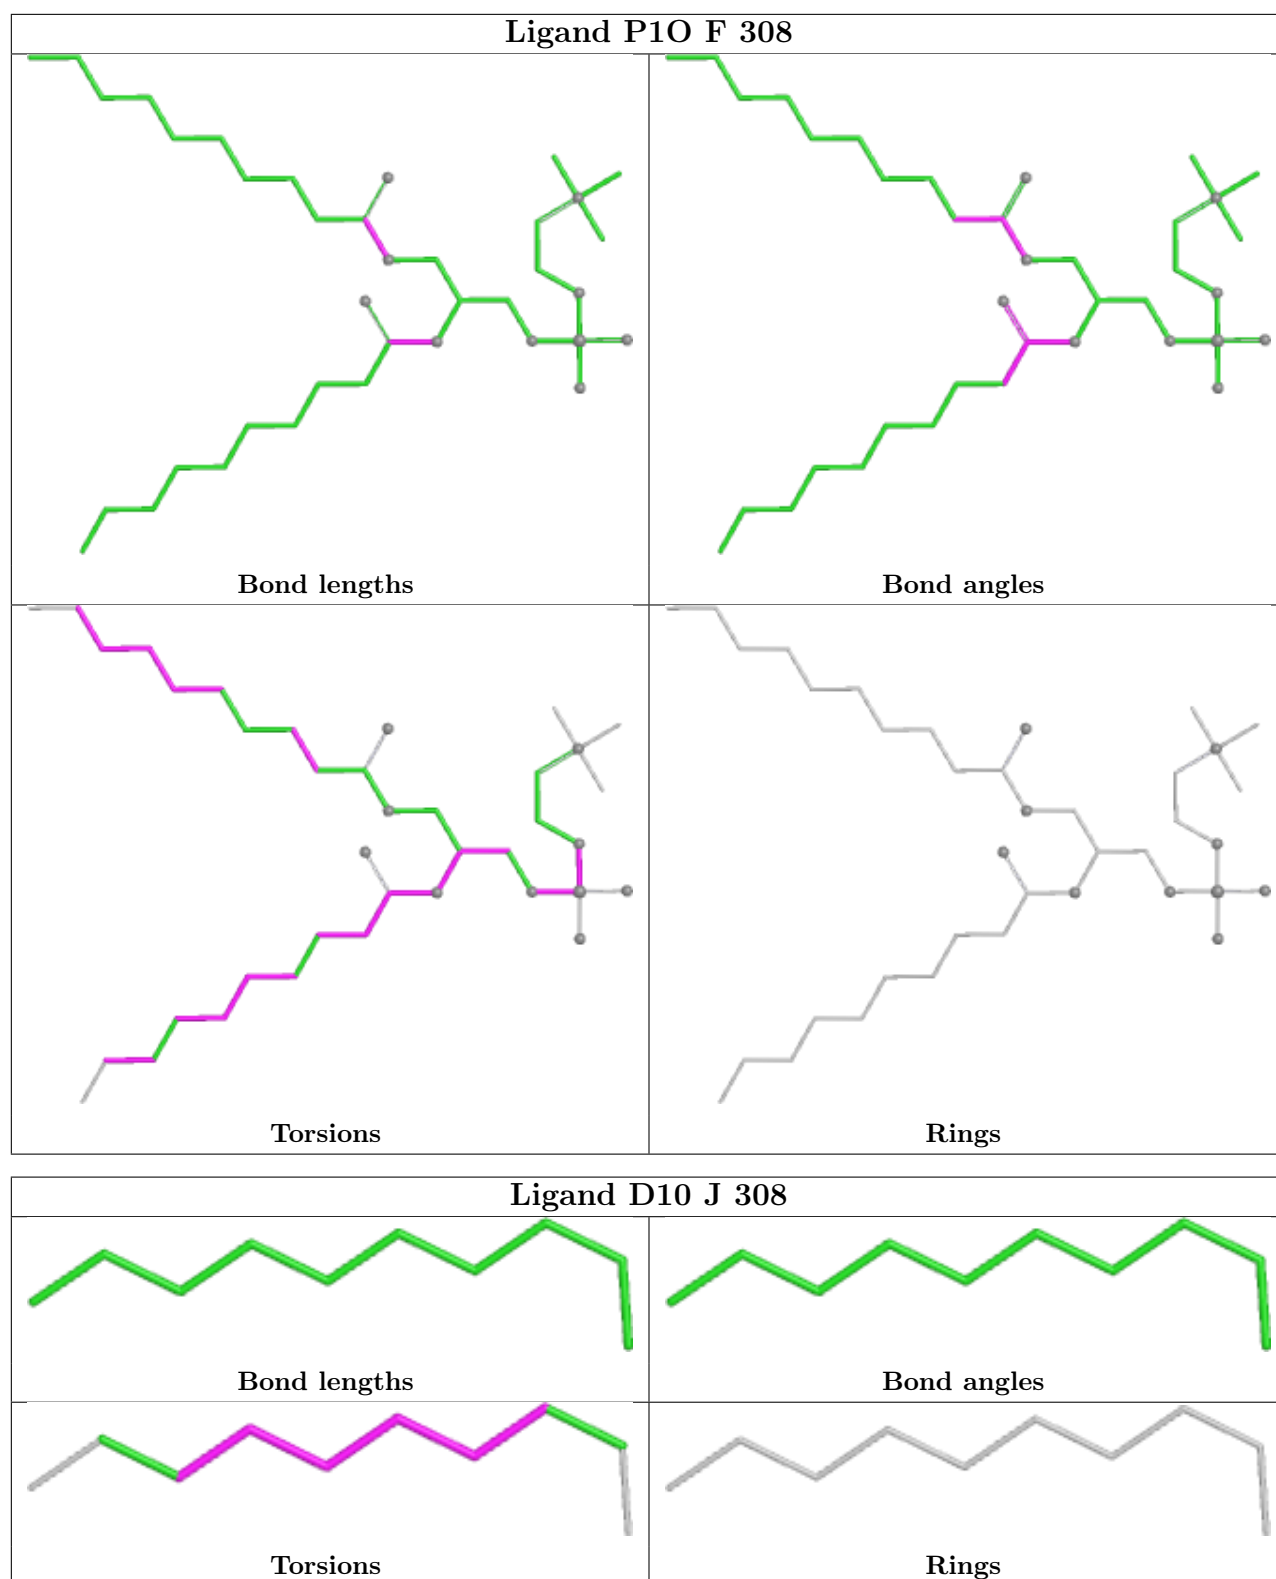 Ligand P1O F 308
Bond lengths
Bond angles
Torsions
Rings
Ligand D10 J 308
Bond lengths
Bond angles
Torsions
Rings